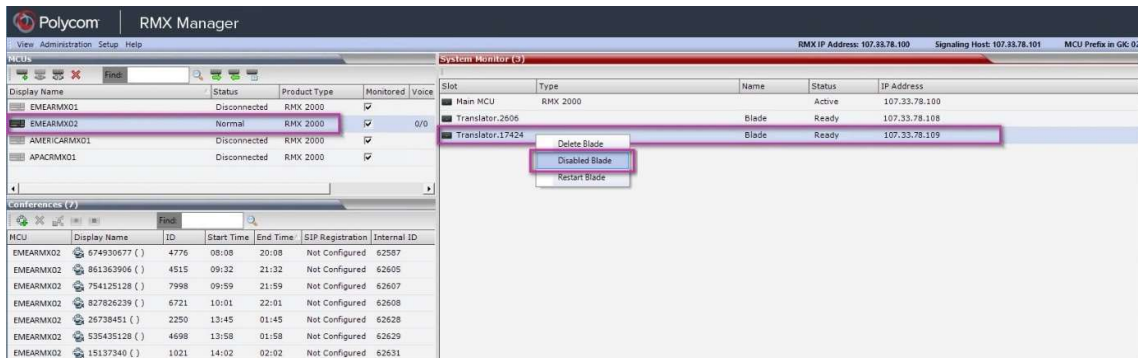 Polycom | RMX Manager
View Administration Setup Help
RMX IP Address: 107.33.78.100 Signaling Host: 107.33.78.101 MCU Prefix in GK: 02
MCUs
Find:
Display Name Status Product Type Monitored Voice
EMEARMX01 Disconnected RMX 2000
EMEARMX02 Normal RMX 2000 0/0
AMERICARMX01 Disconnected RMX 2000
APACRMX01 Disconnected RMX 2000
System Monitor (3)
Slot Type Name Status IP Address
Main MCU RMX 2000 Active 107.33.78.100
Translator.2606 Blade Ready 107.33.78.108
Translator.17424 Blade Ready 107.33.78.109
Delete Blade
Disabled Blade
Restart Blade
Conferences (7)
Find:
MCU Display Name ID Start Time End Time SIP Registration Internal ID
EMEARMX02 674930677 ( ) 4776 08:08 20:08 Not Configured 62587
EMEARMX02 861363906 ( ) 4515 09:32 21:32 Not Configured 62605
EMEARMX02 754125128 ( ) 7998 09:59 21:59 Not Configured 62607
EMEARMX02 827826239 ( ) 6721 10:01 22:01 Not Configured 62608
EMEARMX02 26738451 ( ) 2250 13:45 01:45 Not Configured 62628
EMEARMX02 535435128 ( ) 4698 13:58 01:58 Not Configured 62629
EMEARMX02 15137340 ( ) 1021 14:02 02:02 Not Configured 62631